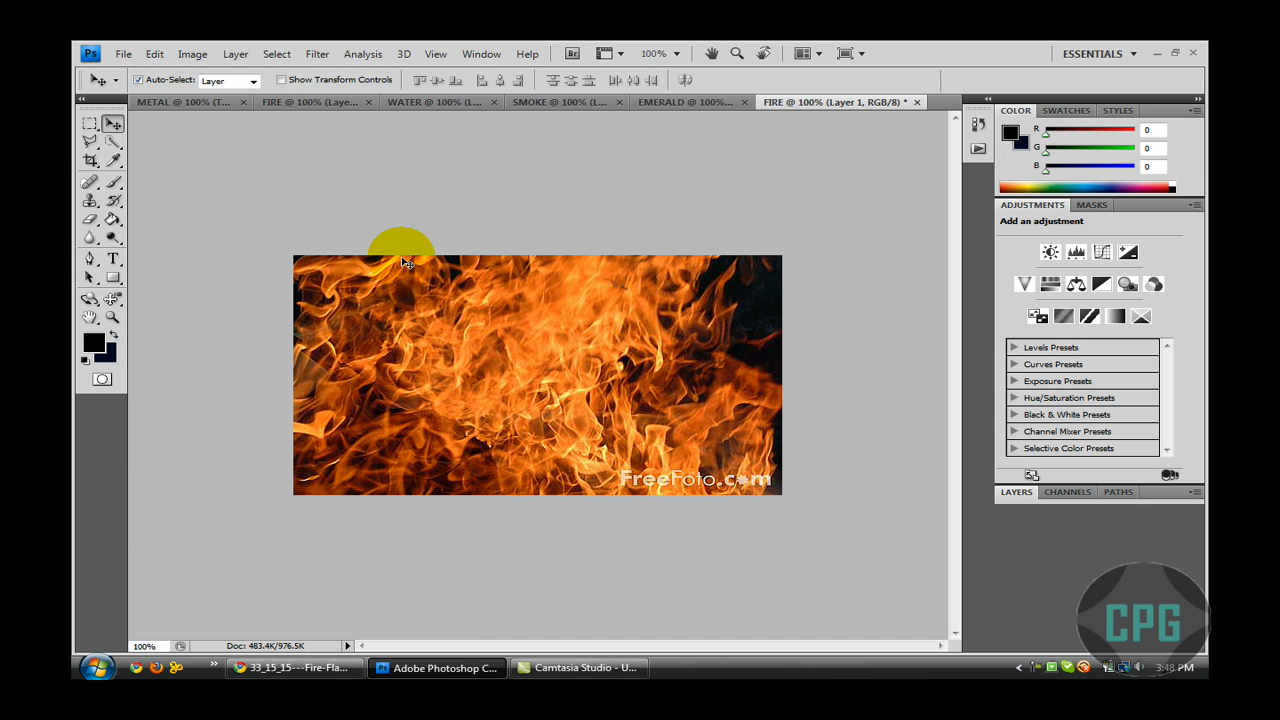 Ps File Edit Image Layer Select Filter Analysis 3D View Window Help Br 100% ESSENTIALS
Auto-Select: Layer Show Transform Controls
METAL @ 100% (T... FIRE @ 100% (Laye... WATER @ 100% (L... SMOKE @ 100% (L... EMERALD @ 100%... FIRE @ 100% (Layer 1, RGB/8) *
COLOR SWATCHES STYLES
R 0
G 0
B 0
ADJUSTMENTS MASKS
Add an adjustment
Levels Presets
Curves Presets
Exposure Presets
Hue/Saturation Presets
Black & White Presets
Channel Mixer Presets
Selective Color Presets
FreeFoto.com
LAYERS CHANNELS PATHS
CPG
100% Doc: 483.4K/976.5K
33_15_15---Fire-Fla... Ps Adobe Photoshop C... Camtasia Studio - U... 3:48 PM